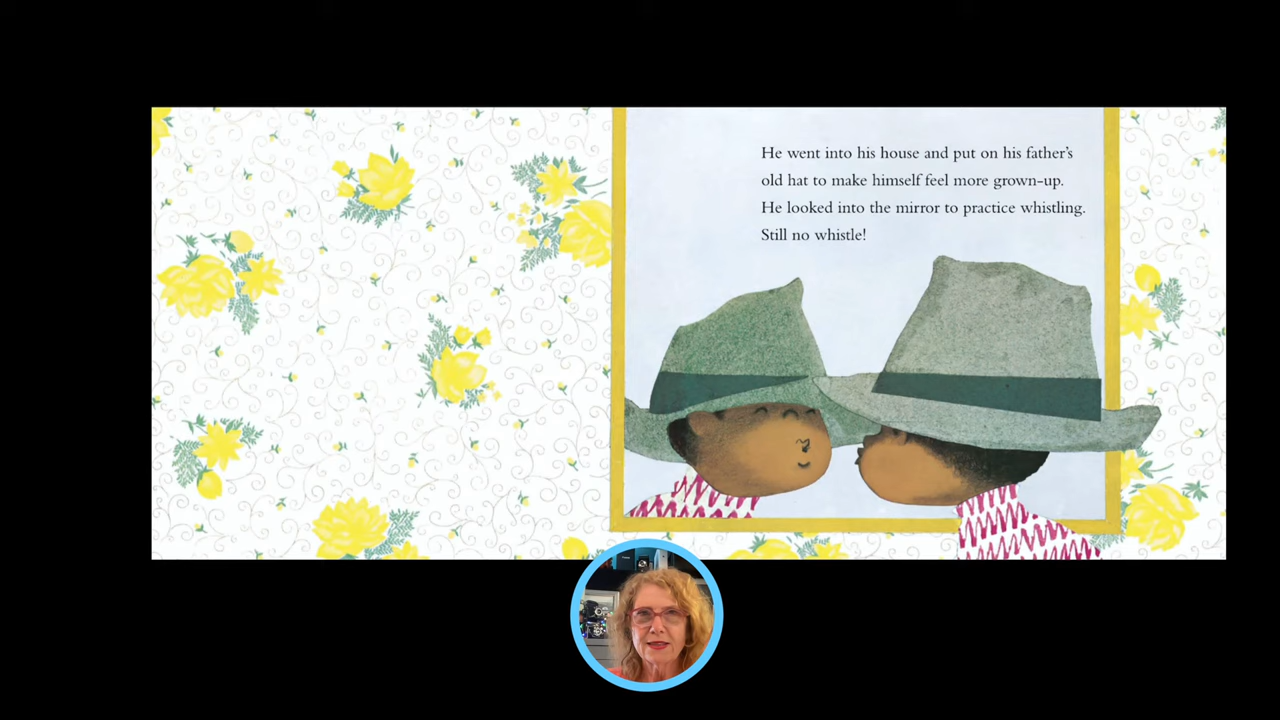 He went into his house and put on his father’s
old hat to make himself feel more grown-up.
He looked into the mirror to practice whistling.
Still no whistle!